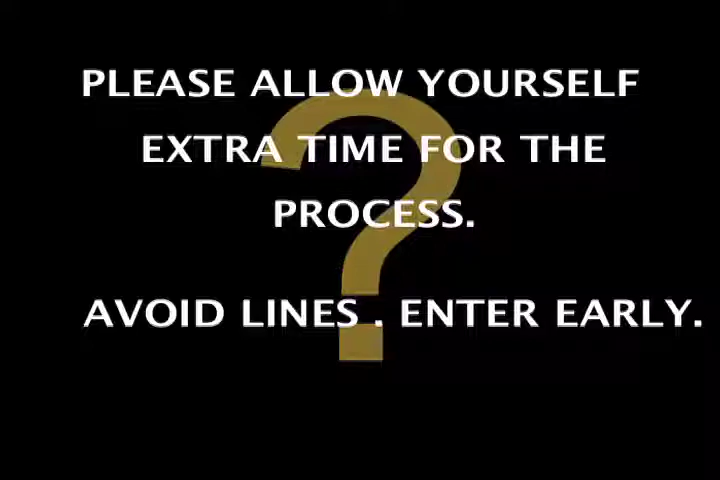 PLEASE ALLOW YOURSELF
EXTRA TIME FOR THE
PROCESS.
AVOID LINES . ENTER EARLY.